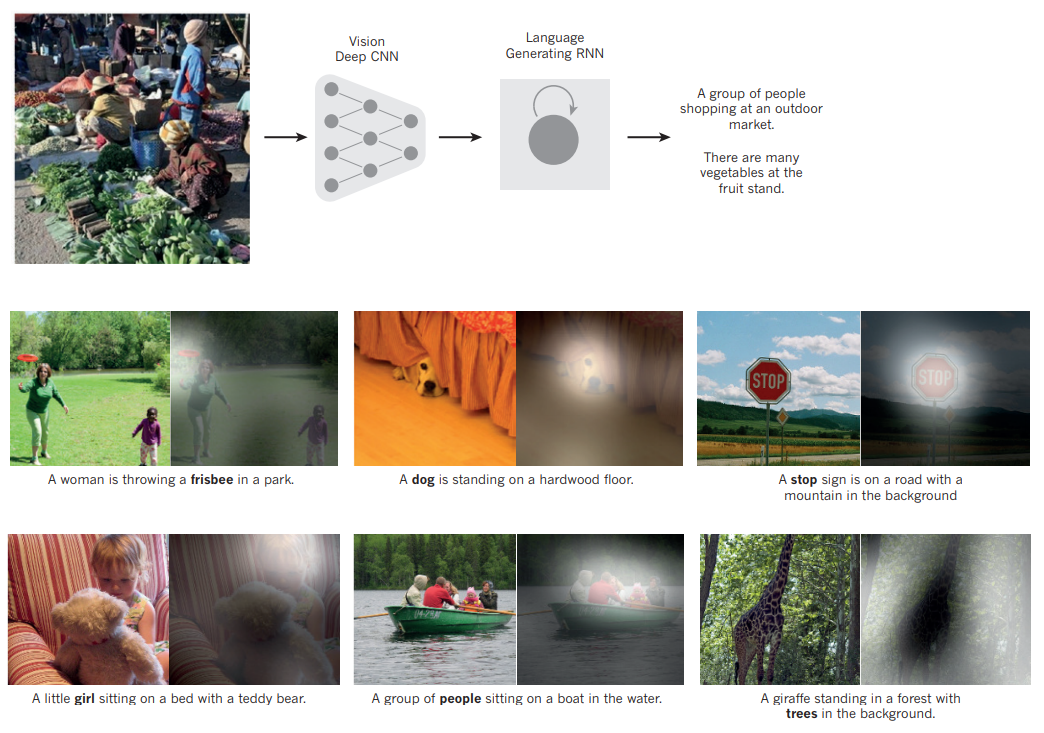 Vision
Deep CNN
Language
Generating RNN
A group of people
shopping at an outdoor
market.
There are many
vegetables at the
fruit stand.
STOP
STOP
A woman is throwing a frisbee in a park.
A dog is standing on a hardwood floor.
A stop sign is on a road with a
mountain in the background
A little girl sitting on a bed with a teddy bear.
A group of people sitting on a boat in the water.
A giraffe standing in a forest with
trees in the background.